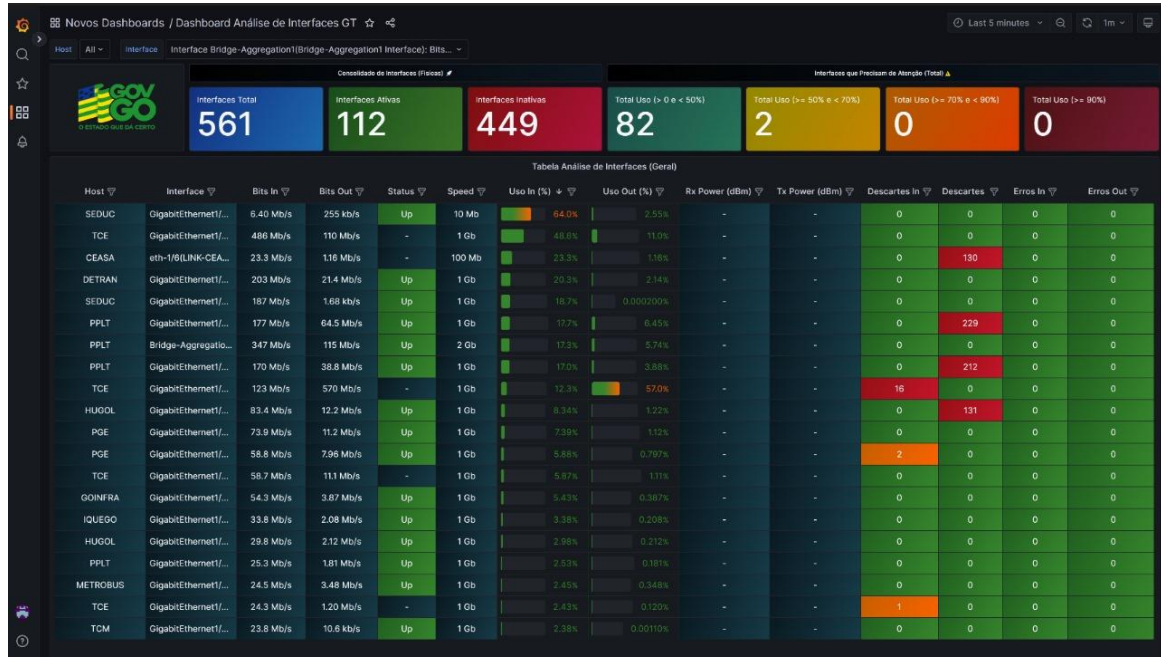 Novos Dashboards / Dashboard Análise de Interfaces GT
Last 5 minutes
1m
Host All Interface Interface Bridge-Aggregation1(Bridge-Aggregation1 Interface): Bits...
GOV
GO
O ESTADO QUE DÁ CERTO
Censolidado de Interfaces (Físicas)
Interfaces que Precisam de Atenção (Total)
Interfaces Total
561
Interfaces Ativas
112
Interfaces Inativas
449
Total Uso (> 0 e < 50%)
82
Total Uso (>= 50% e < 70%)
2
Total Uso (>= 70% e < 90%)
0
Total Uso (>= 90%)
0
Tabela Análise de Interfaces (Geral)
Host Interface Bits In Bits Out Status Speed Uso In (%) Uso Out (%) Rx Power (dBm) Tx Power (dBm) Descartes In Descartes Erros In Erros Out
SEDUC GigabitEthernet1/... 6.40 Mb/s 255 kb/s Up 10 Mb 64.0% 2.55% - - 0 0 0 0
TCE GigabitEthernet1/... 486 Mb/s 110 Mb/s - 1 Gb 48.6% 11.0% - - 0 0 0 0
CEASA eth-1/6(LINK-CEA... 23.3 Mb/s 1.16 Mb/s - 100 Mb 23.3% 1.16% - - 0 130 0 0
DETRAN GigabitEthernet1/... 203 Mb/s 21.4 Mb/s Up 1 Gb 20.3% 2.14% - - 0 0 0 0
SEDUC GigabitEthernet1/... 187 Mb/s 1.68 kb/s Up 1 Gb 18.7% 0.000200% - - 0 0 0 0
PPLT GigabitEthernet1/... 177 Mb/s 64.5 Mb/s Up 1 Gb 17.7% 6.45% - - 0 229 0 0
PPLT Bridge-Aggregatio... 347 Mb/s 115 Mb/s Up 2 Gb 17.3% 5.74% - - 0 0 0 0
PPLT GigabitEthernet1/... 170 Mb/s 38.8 Mb/s Up 1 Gb 17.0% 3.88% - - 0 212 0 0
TCE GigabitEthernet1/... 123 Mb/s 570 Mb/s - 1 Gb 12.3% 57.0% - - 16 0 0 0
HUGOL GigabitEthernet1/... 83.4 Mb/s 12.2 Mb/s Up 1 Gb 8.34% 1.22% - - 0 131 0 0
PGE GigabitEthernet1/... 73.9 Mb/s 11.2 Mb/s Up 1 Gb 7.39% 1.12% - - 0 0 0 0
PGE GigabitEthernet1/... 58.8 Mb/s 7.96 Mb/s Up 1 Gb 5.88% 0.797% - - 2 0 0 0
TCE GigabitEthernet1/... 58.7 Mb/s 11.1 Mb/s - 1 Gb 5.87% 1.11% - - 0 0 0 0
GOINFRA GigabitEthernet1/... 54.3 Mb/s 3.87 Mb/s Up 1 Gb 5.43% 0.387% - - 0 0 0 0
IQUEGO GigabitEthernet1/... 33.8 Mb/s 2.08 Mb/s Up 1 Gb 3.38% 0.208% - - 0 0 0 0
HUGOL GigabitEthernet1/... 29.8 Mb/s 2.12 Mb/s Up 1 Gb 2.98% 0.212% - - 0 0 0 0
PPLT GigabitEthernet1/... 25.3 Mb/s 1.81 Mb/s Up 1 Gb 2.53% 0.181% - - 0 0 0 0
METROBUS GigabitEthernet1/... 24.5 Mb/s 3.48 Mb/s Up 1 Gb 2.45% 0.348% - - 0 0 0 0
TCE GigabitEthernet1/... 24.3 Mb/s 1.20 Mb/s - 1 Gb 2.43% 0.120% - - 1 0 0 0
TCM GigabitEthernet1/... 23.8 Mb/s 10.6 kb/s Up 1 Gb 2.38% 0.00110% - - 0 0 0 0